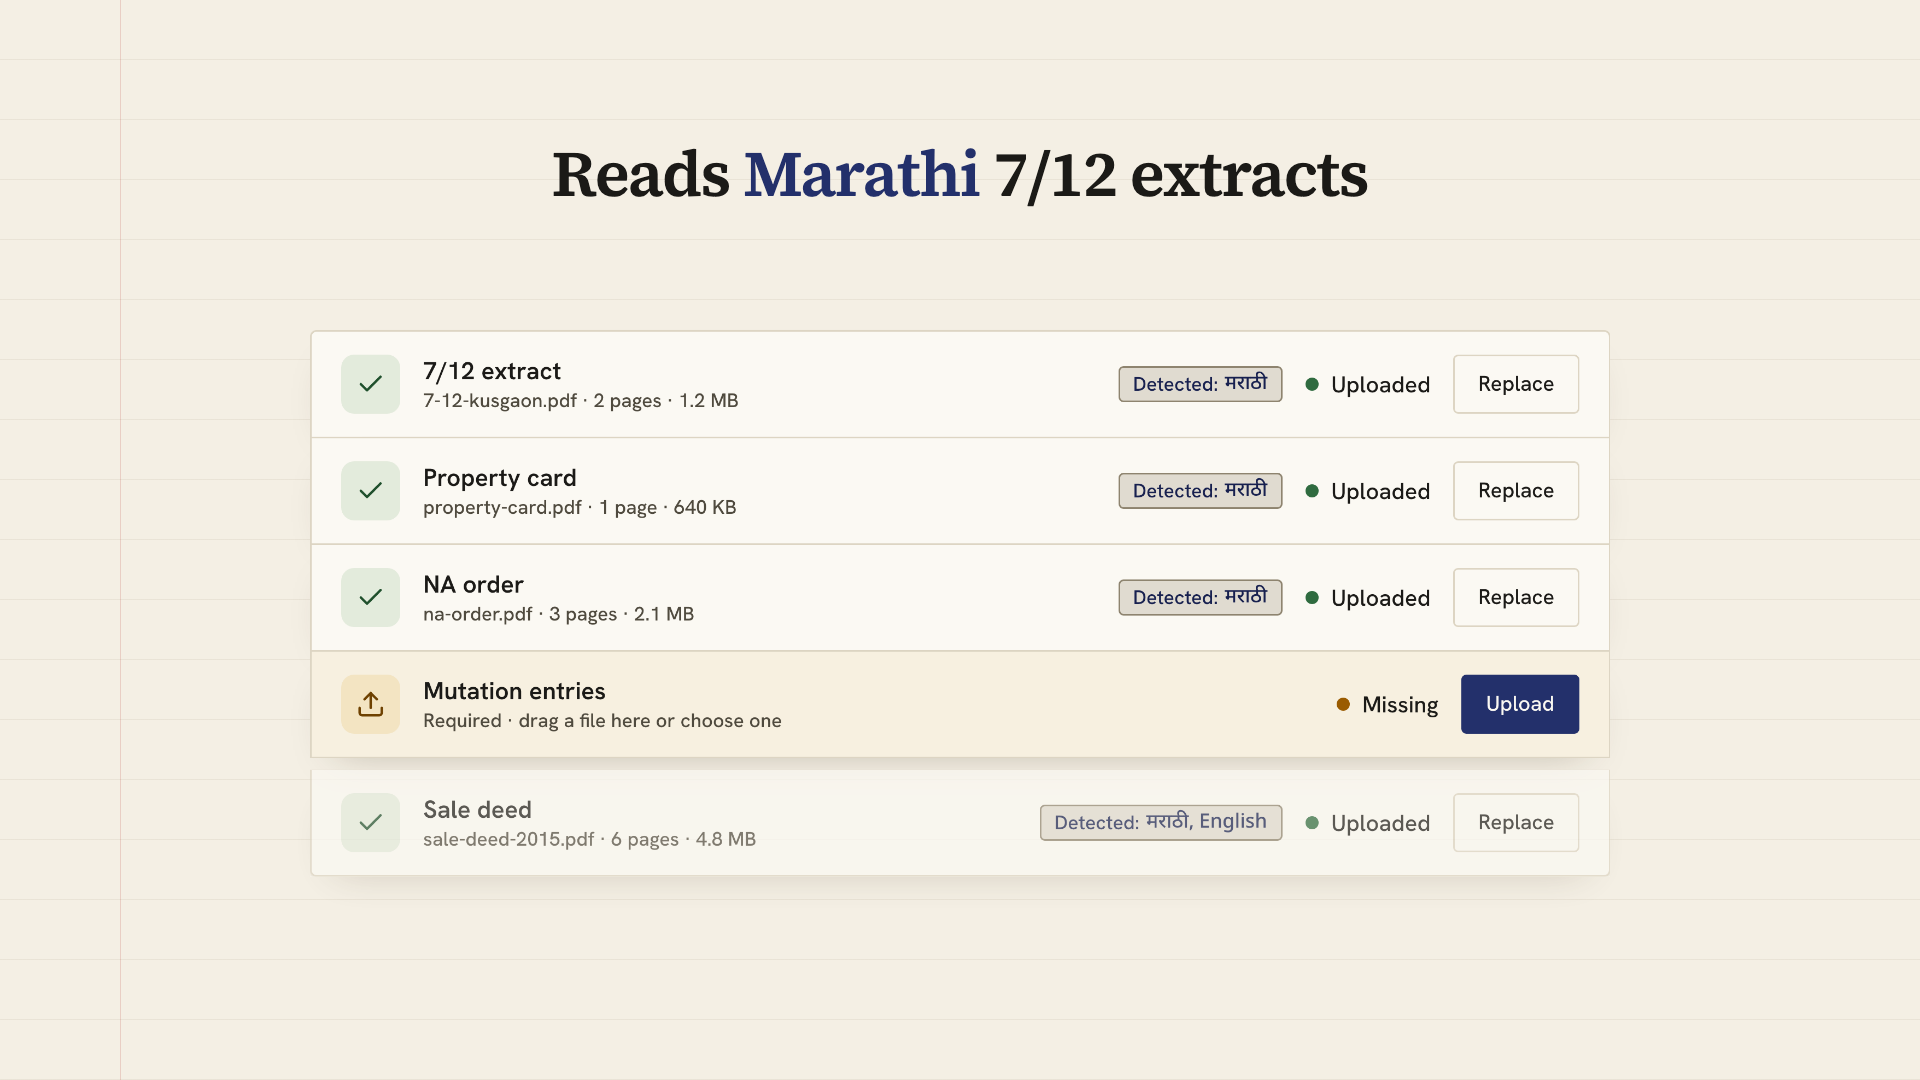 Reads Marathi 7/12 extracts
7/12 extract
7-12-kusgaon.pdf · 2 pages · 1.2 MB
Detected: मराठी
Uploaded
Replace
Property card
property-card.pdf · 1 page · 640 KB
Detected: मराठी
Uploaded
Replace
NA order
na-order.pdf · 3 pages · 2.1 MB
Detected: मराठी
Uploaded
Replace
Mutation entries
Required · drag a file here or choose one
Missing
Upload
Sale deed
sale-deed-2015.pdf · 6 pages · 4.8 MB
Detected: मराठी, English
Uploaded
Replace